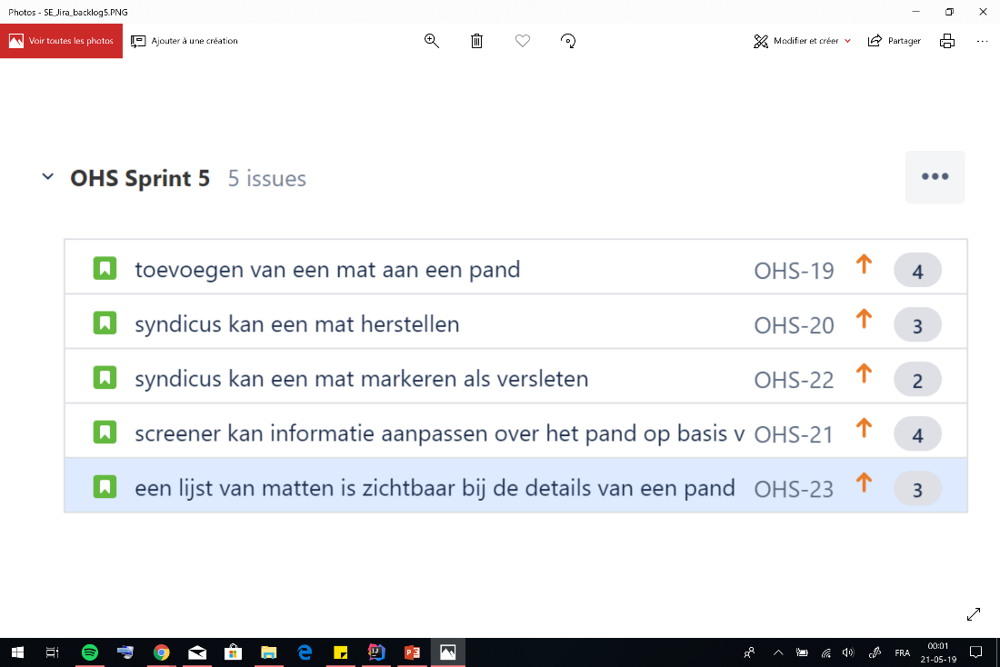 Photos - SE_Jira_backlog5.PNG
Voir toutes les photos
Ajouter à une création
Modifier et créer
Partager
OHS Sprint 5 5 issues
toevoegen van een mat aan een pand OHS-19 4
syndicus kan een mat herstellen OHS-20 3
syndicus kan een mat markeren als versleten OHS-22 2
screener kan informatie aanpassen over het pand op basis v OHS-21 4
een lijst van matten is zichtbaar bij de details van een pand OHS-23 3
FRA
00:01
21-05-19